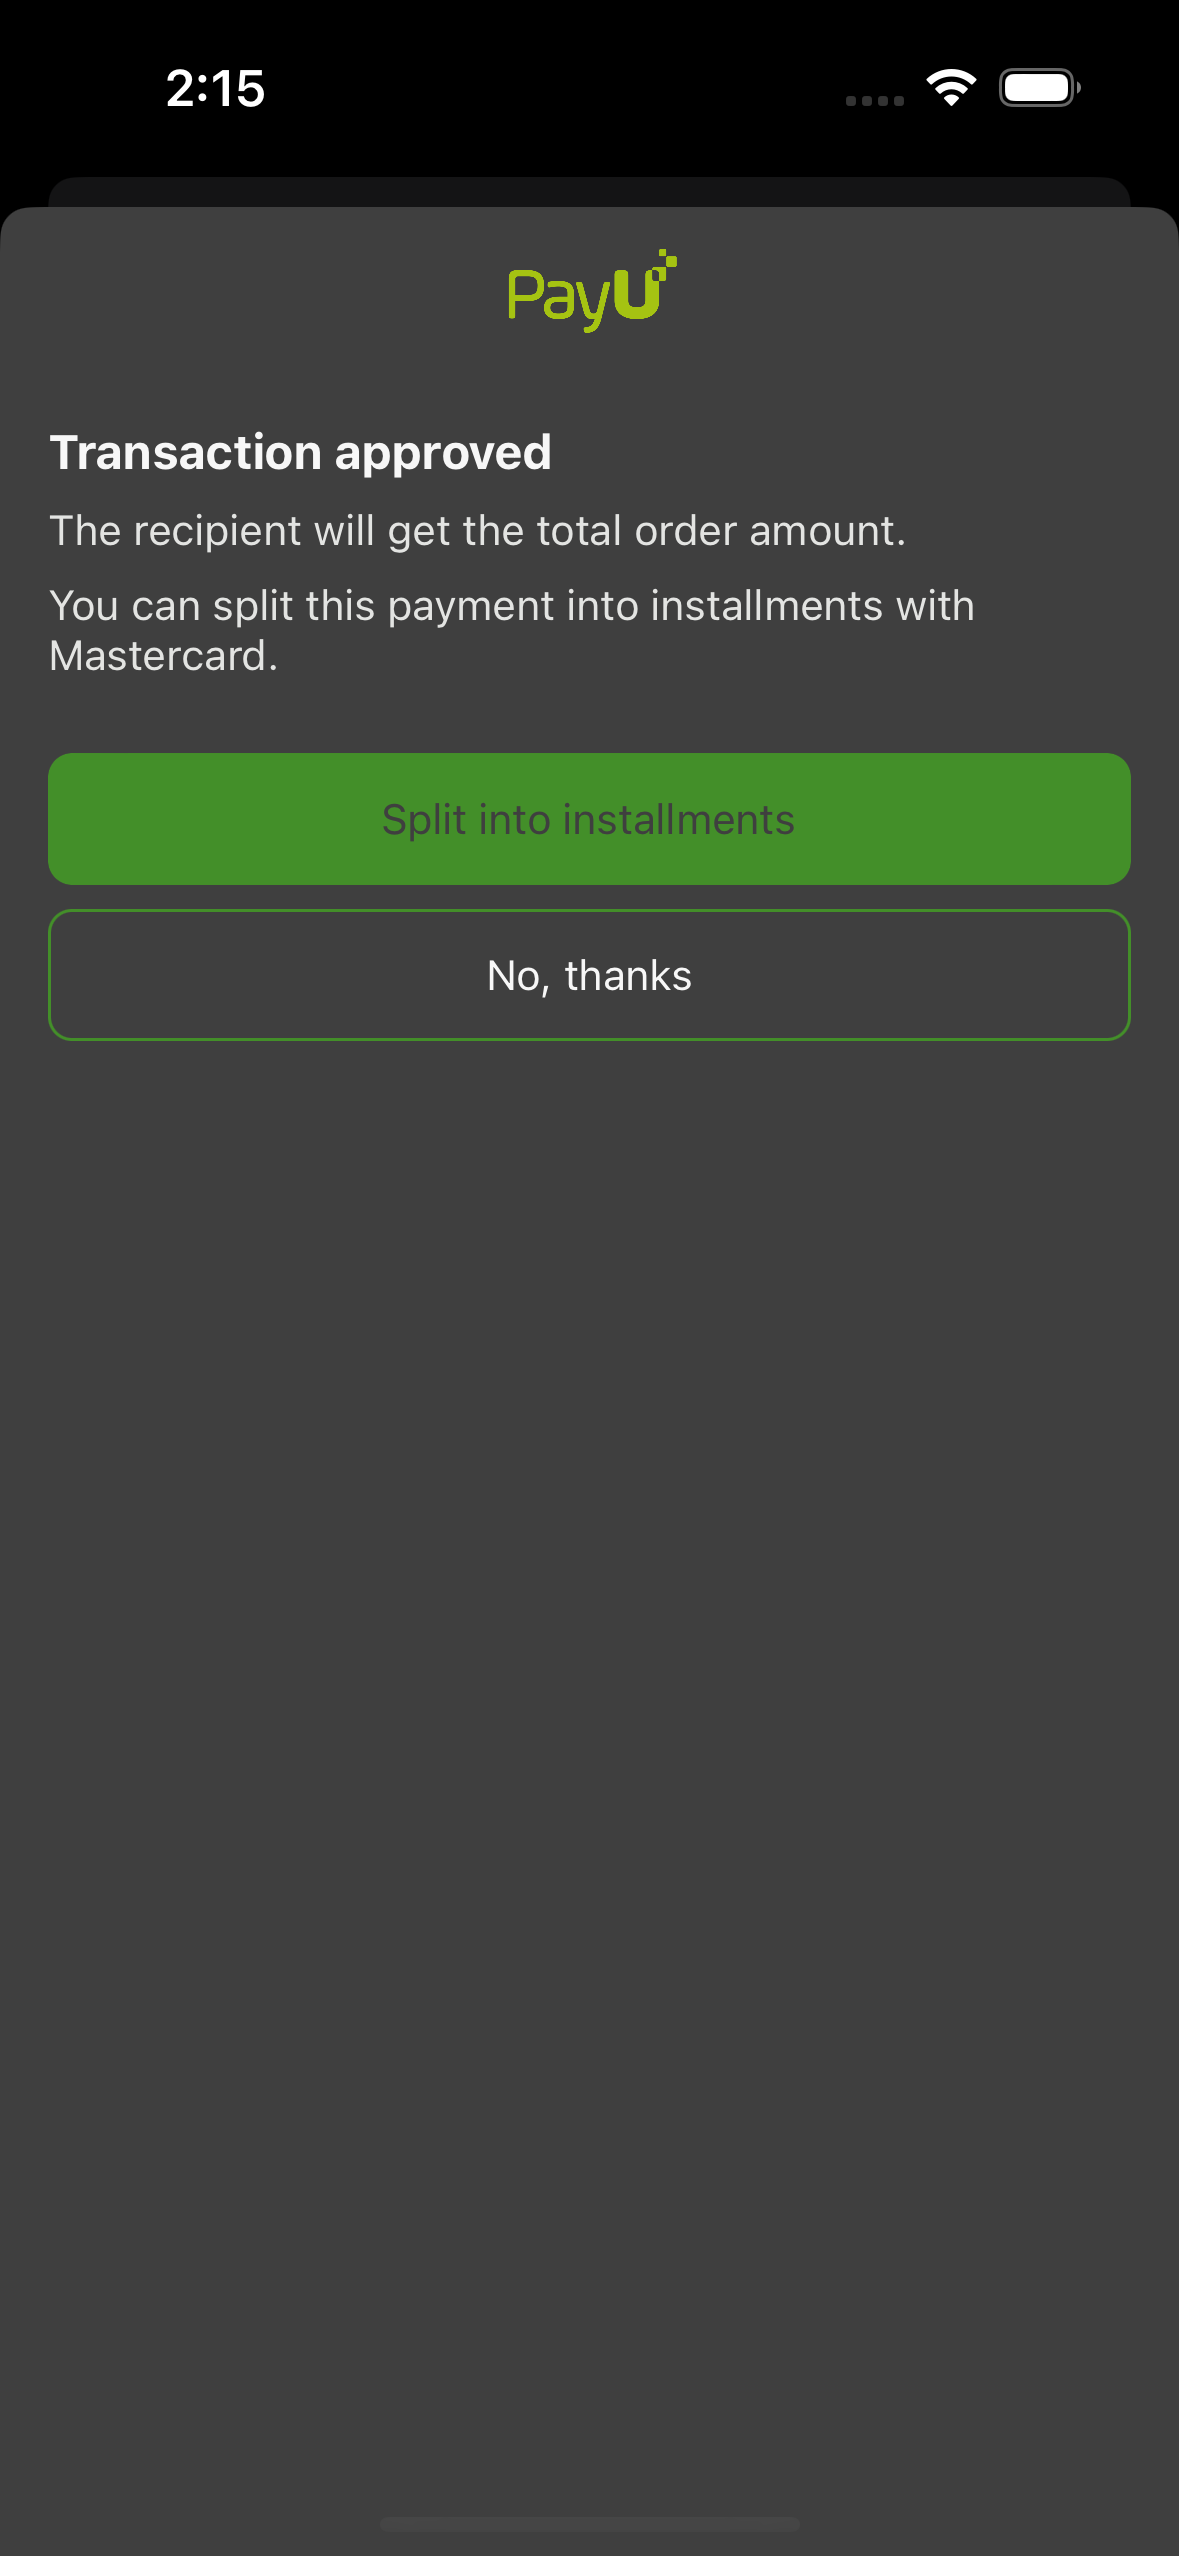 2:15
PayU
Transaction approved
The recipient will get the total order amount.
You can split this payment into installments with
Mastercard.
Split into installments
No, thanks